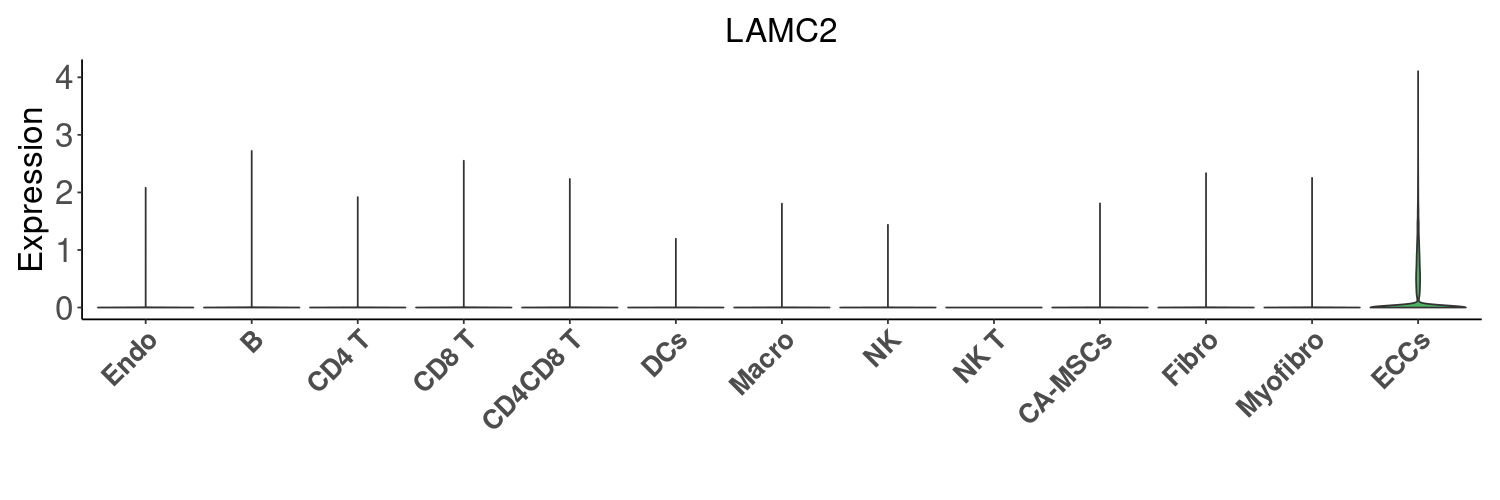 LAMC2
Expression
4
3
2
1
0
Endo
B
CD4 T
CD8 T
CD4CD8 T
DCs
Macro
NK
NK T
CA-MSCs
Fibro
Myofibro
ECCs